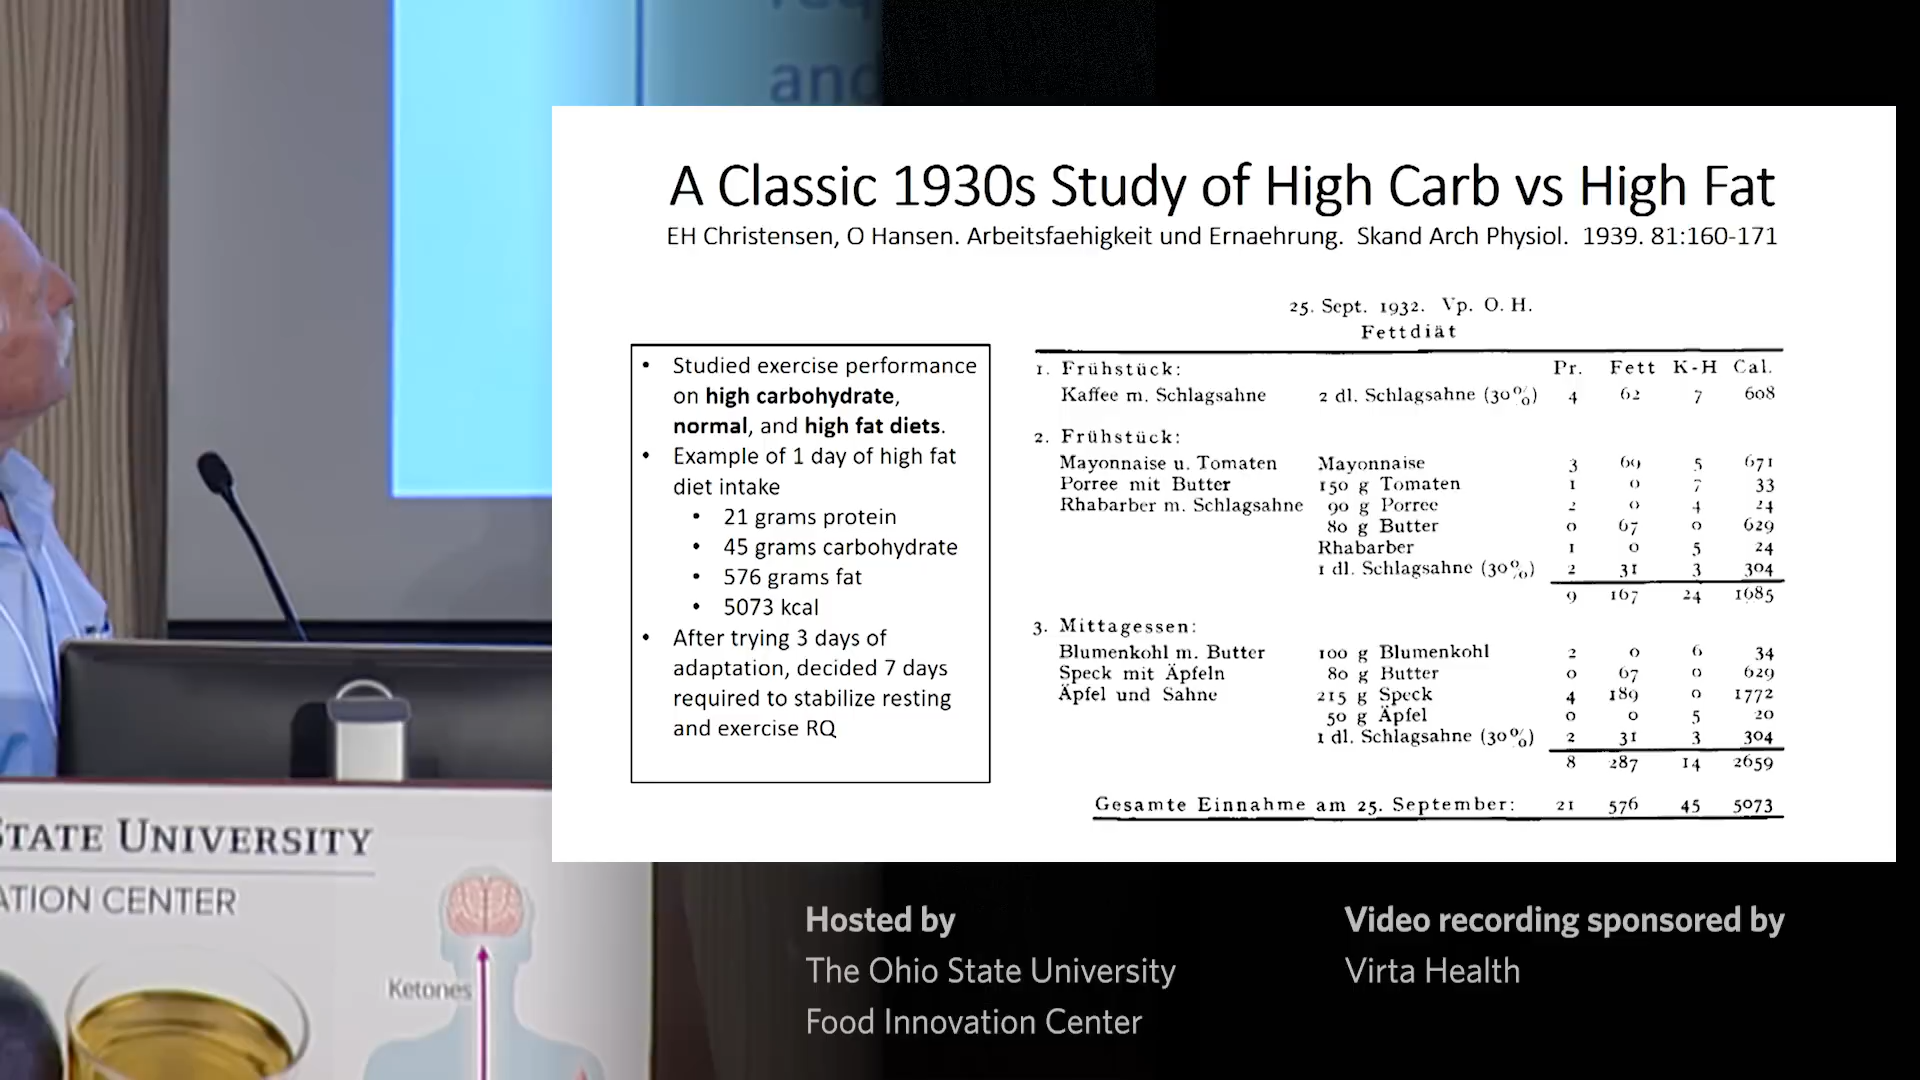 and
A Classic 1930s Study of High Carb vs High Fat
EH Christensen, O Hansen. Arbeitsfaehigkeit und Ernaehrung. Skand Arch Physiol. 1939. 81:160-171
• Studied exercise performance
on high carbohydrate,
normal, and high fat diets.
• Example of 1 day of high fat
diet intake
• 21 grams protein
• 45 grams carbohydrate
• 576 grams fat
• 5073 kcal
• After trying 3 days of
adaptation, decided 7 days
required to stabilize resting
and exercise RQ
25. Sept. 1932. Vp. O. H.
Fettdiät
1. Frühstück: Pr. Fett K-H Cal.
Kaffee m. Schlagsahne 2 dl. Schlagsahne (30%) 4 62 7 608
2. Frühstück:
Mayonnaise u. Tomaten Mayonnaise 3 69 5 671
Porree mit Butter 150 g Tomaten 1 0 7 33
Rhabarber m. Schlagsahne 90 g Porree 2 0 4 24
80 g Butter 0 67 0 629
Rhabarber 1 0 5 24
1 dl. Schlagsahne (30%) 2 31 3 304
9 167 24 1685
3. Mittagessen:
Blumenkohl m. Butter 100 g Blumenkohl 2 0 6 34
Speck mit Äpfeln 80 g Butter 0 67 0 629
Äpfel und Sahne 215 g Speck 4 189 0 1772
50 g Äpfel 0 0 5 20
1 dl. Schlagsahne (30%) 2 31 3 304
8 287 14 2659
Gesamte Einnahme am 25. September: 21 576 45 5073
STATE UNIVERSITY
ATION CENTER
Ketones
Hosted by
The Ohio State University
Food Innovation Center
Video recording sponsored by
Virta Health